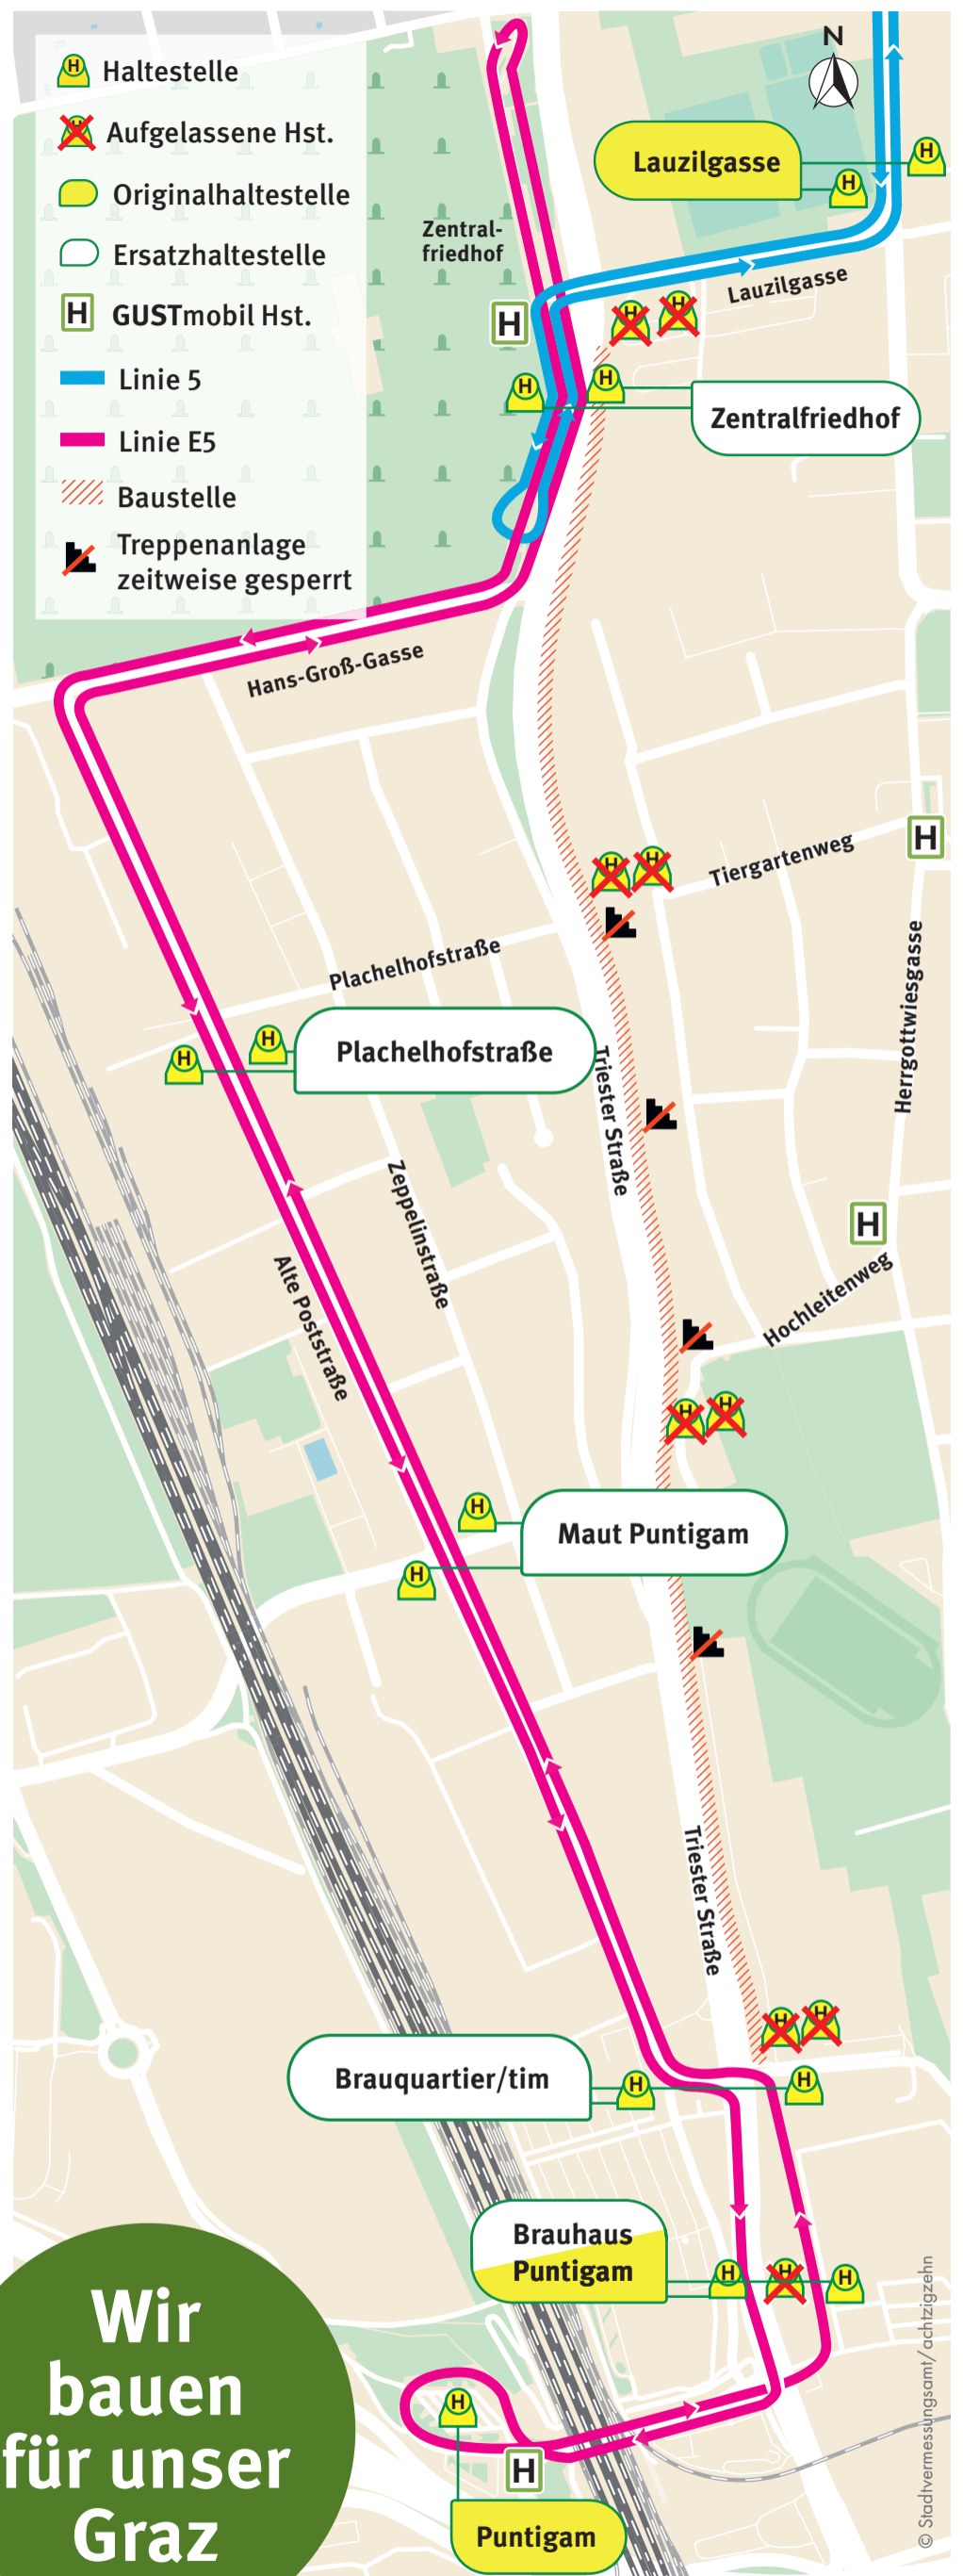 N
H Haltestelle
H Aufgelassene Hst.
Originalhaltestelle
Ersatzhaltestelle
H GUSTmobil Hst.
Linie 5
Linie E5
Baustelle
Treppenanlage
zeitweise gesperrt
Lauzilgasse
H
H
Zentral-
friedhof
Lauzilgasse
H
H
H
H
H
Zentralfriedhof
Hans-Groß-Gasse
H
H
H
Tiergartenweg
Plachelhofstraße
Herrgottwiesgasse
H
H
Plachelhofstraße
Triester Straße
Zeppelinstraße
H
Alte Poststraße
Hochleitenweg
H
H
H
Maut Puntigam
H
Triester Straße
H
H
Brauquartier/tim
H
H
Brauhaus
Puntigam
H
H
H
Wir
bauen
für unser
Graz
H
H
Puntigam
© Stadtvermessungsamt/achtzigzehn